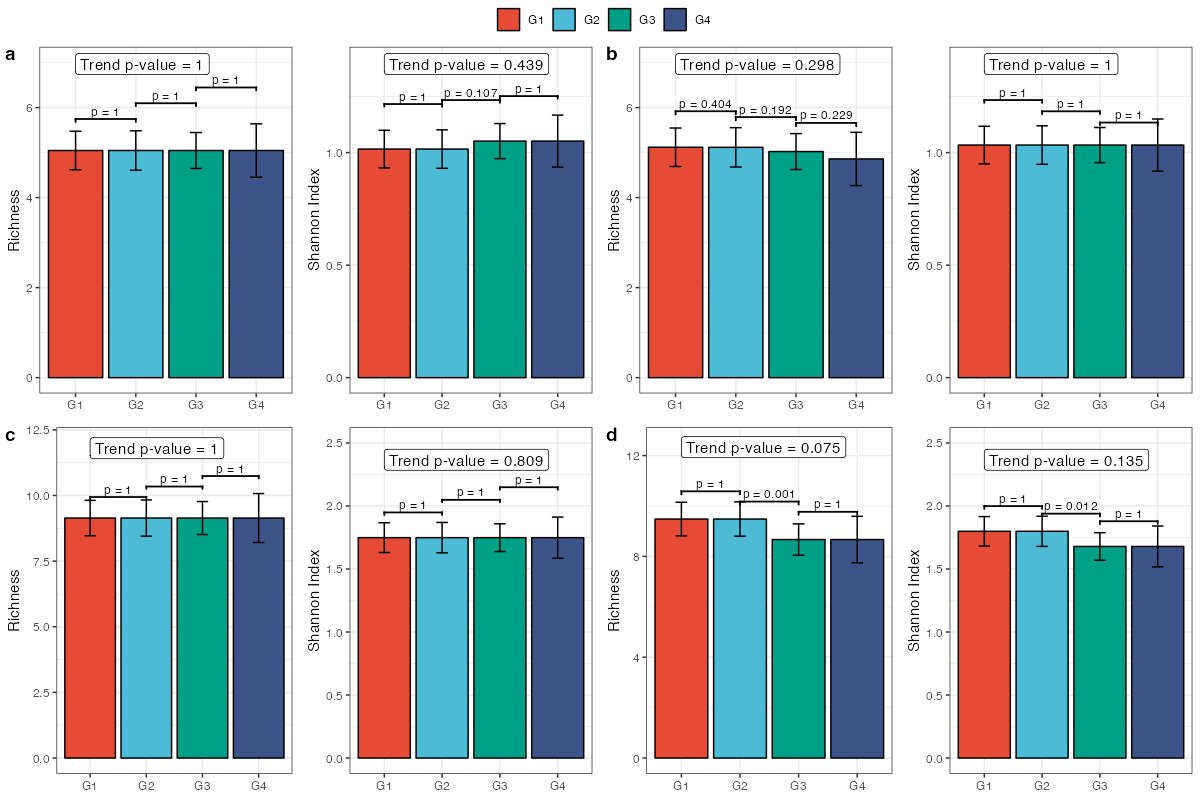 G1 G2 G3 G4
a
Trend p-value = 1
p = 1
p = 1
p = 1
Richness
6
4
2
0
G1 G2 G3 G4
Trend p-value = 0.439
p = 1
p = 0.107
p = 1
Shannon Index
1.0
0.5
0.0
G1 G2 G3 G4
b
Trend p-value = 0.298
p = 0.404
p = 0.192
p = 0.229
Richness
6
4
2
0
G1 G2 G3 G4
Trend p-value = 1
p = 1
p = 1
p = 1
Shannon Index
1.0
0.5
0.0
G1 G2 G3 G4
c
Trend p-value = 1
p = 1
p = 1
p = 1
Richness
12.5
10.0
7.5
5.0
2.5
0.0
G1 G2 G3 G4
Trend p-value = 0.809
p = 1
p = 1
p = 1
Shannon Index
2.5
2.0
1.5
1.0
0.5
0.0
G1 G2 G3 G4
d
Trend p-value = 0.075
p = 1
p = 0.001
p = 1
Richness
12
8
4
0
G1 G2 G3 G4
Trend p-value = 0.135
p = 1
p = 0.012
p = 1
Shannon Index
2.5
2.0
1.5
1.0
0.5
0.0
G1 G2 G3 G4